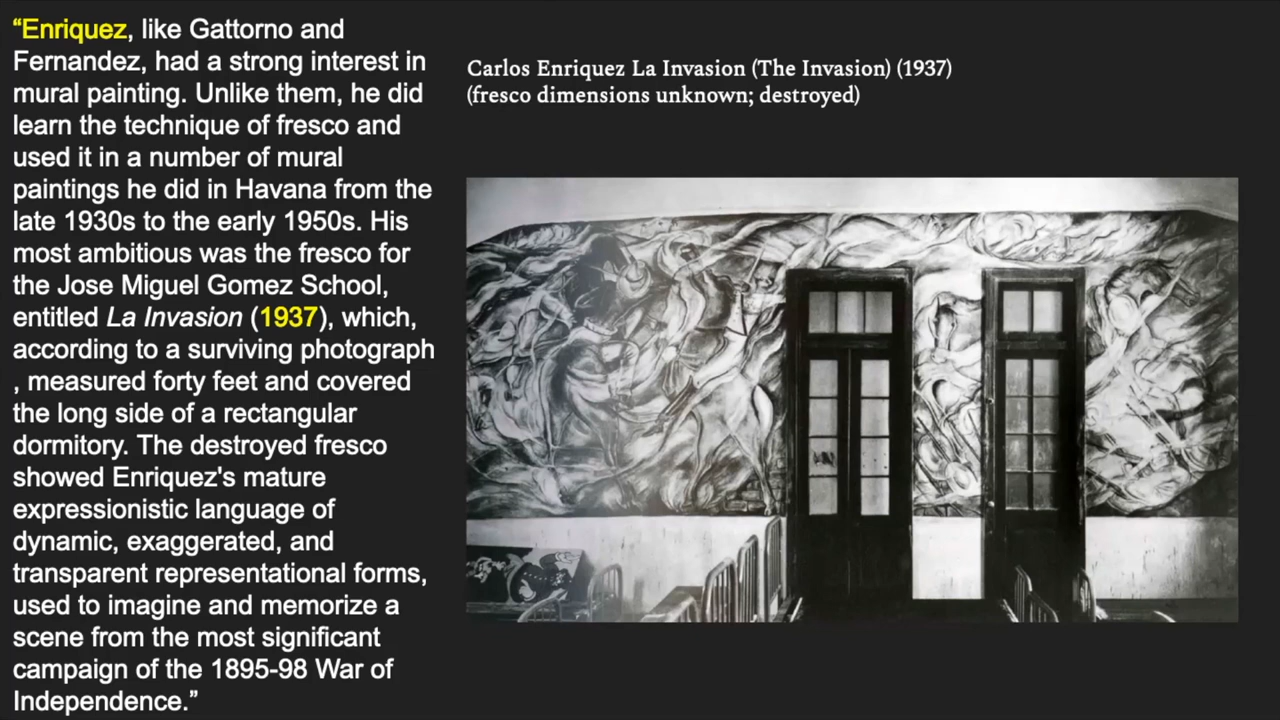 “Enriquez, like Gattorno and
Fernandez, had a strong interest in
mural painting. Unlike them, he did
learn the technique of fresco and
used it in a number of mural
paintings he did in Havana from the
late 1930s to the early 1950s. His
most ambitious was the fresco for
the Jose Miguel Gomez School,
entitled La Invasion (1937), which,
according to a surviving photograph
, measured forty feet and covered
the long side of a rectangular
dormitory. The destroyed fresco
showed Enriquez's mature
expressionistic language of
dynamic, exaggerated, and
transparent representational forms,
used to imagine and memorize a
scene from the most significant
campaign of the 1895-98 War of
Independence.”
Carlos Enriquez La Invasion (The Invasion) (1937)
(fresco dimensions unknown; destroyed)